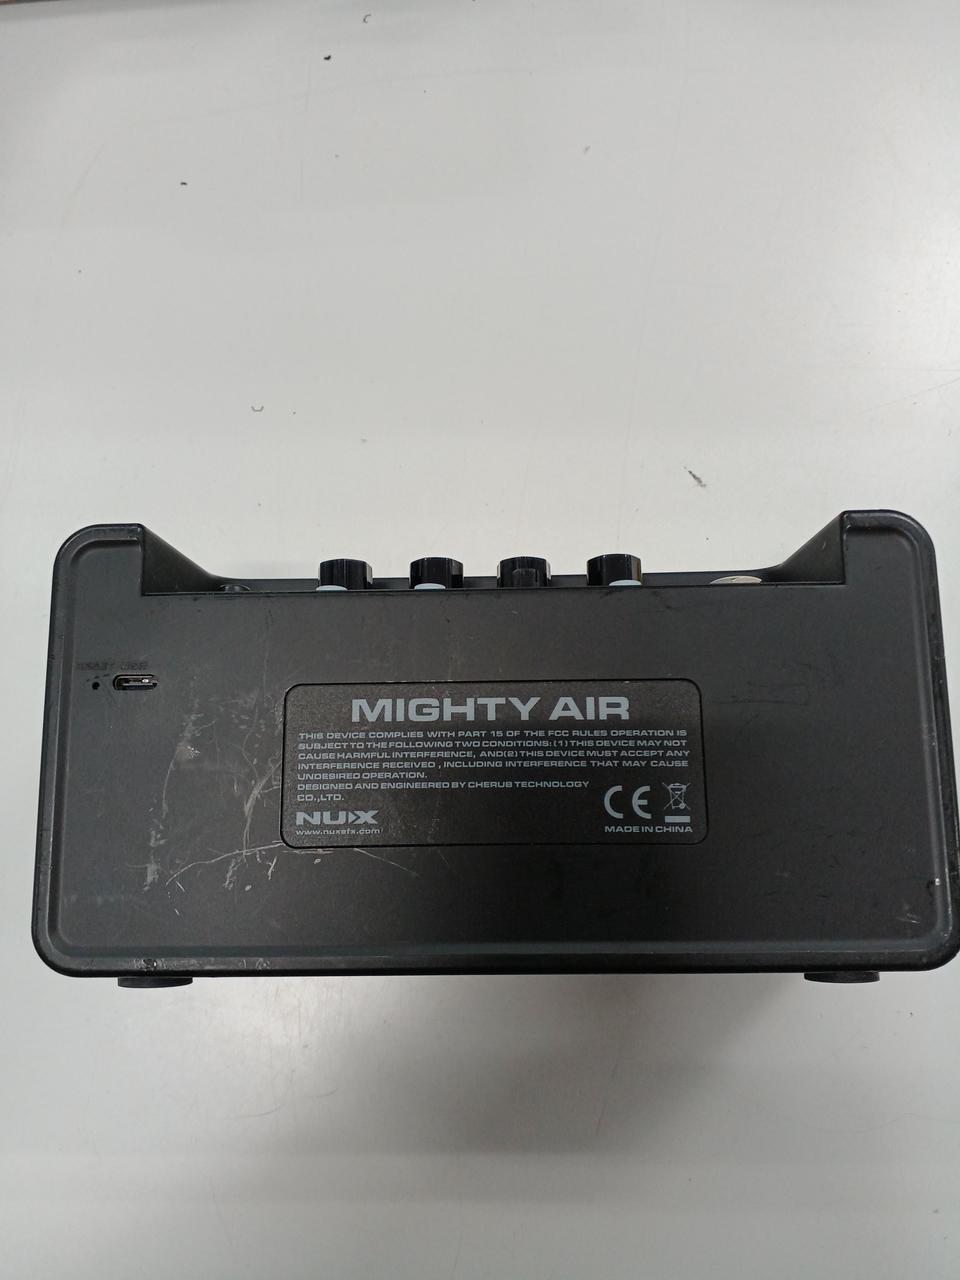 MIGHTY AIR
THIS DEVICE COMPLIES WITH PART 15 OF THE FCC RULES OPERATION IS
SUBJECT TO THE FOLLOWING TWO CONDITIONS: (1) THIS DEVICE MAY NOT
CAUSE HARMFUL INTERFERENCE, AND(2) THIS DEVICE MUST ACCEPT ANY
INTERFERENCE RECEIVED , INCLUDING INTERFERENCE THAT MAY CAUSE
UNDESIRED OPERATION.
DESIGNED AND ENGINEERED BY CHERUB TECHNOLOGY
CO.,LTD.
CE
NUX
www.nuxefx.com
MADE IN CHINA